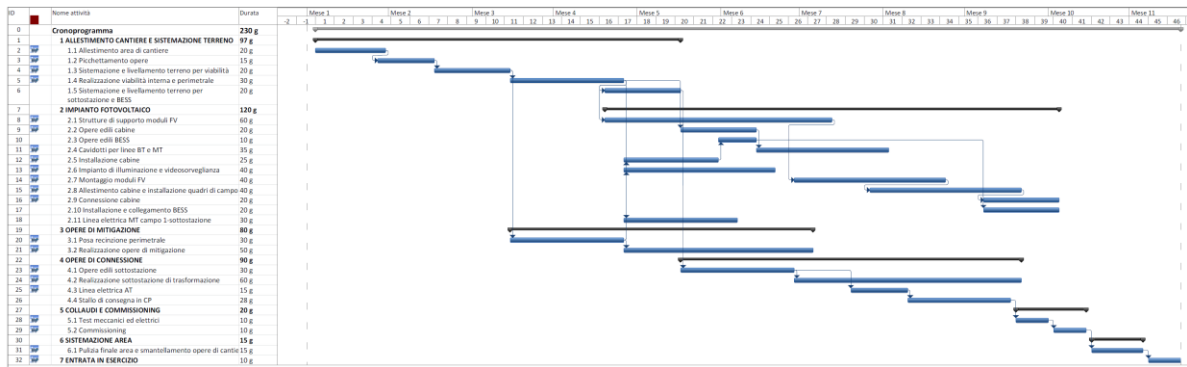 ID Nome attività Durata Mese 1 Mese 2 Mese 3 Mese 4 Mese 5 Mese 6 Mese 7 Mese 8 Mese 9 Mese 10 Mese 11
-2 -1 1 2 3 4 5 6 7 8 9 10 11 12 13 14 15 16 17 18 19 20 21 22 23 24 25 26 27 28 29 30 31 32 33 34 35 36 37 38 39 40 41 42 43 44 45 46
0 Cronoprogramma 230 g
1 1 ALLESTIMENTO CANTIERE E SISTEMAZIONE TERRENO 97 g
2 1.1 Allestimento area di cantiere 20 g
3 1.2 Picchettamento opere 15 g
4 1.3 Sistemazione e livellamento terreno per viabilità 20 g
5 1.4 Realizzazione viabilità interna e perimetrale 30 g
6 1.5 Sistemazione e livellamento terreno per 20 g
sottostazione e BESS
7 2 IMPIANTO FOTOVOLTAICO 120 g
8 2.1 Strutture di supporto moduli FV 60 g
9 2.2 Opere edili cabine 20 g
10 2.3 Opere edili BESS 10 g
11 2.4 Cavidotti per linee BT e MT 35 g
12 2.5 Installazione cabine 25 g
13 2.6 Impianto di illuminazione e videosorveglianza 40 g
14 2.7 Montaggio moduli FV 40 g
15 2.8 Allestimento cabine e installazione quadri di campo 40 g
16 2.9 Connessione cabine 20 g
17 2.10 Installazione e collegamento BESS 20 g
18 2.11 Linea elettrica MT campo 1-sottostazione 30 g
19 3 OPERE DI MITIGAZIONE 80 g
20 3.1 Posa recinzione perimetrale 30 g
21 3.2 Realizzazione opere di mitigazione 50 g
22 4 OPERE DI CONNESSIONE 90 g
23 4.1 Opere edili sottostazione 30 g
24 4.2 Realizzazione sottostazione di trasformazione 60 g
25 4.3 Linea elettrica AT 15 g
26 4.4 Stallo di consegna in CP 28 g
27 5 COLLAUDI E COMMISSIONING 20 g
28 5.1 Test meccanici ed elettrici 10 g
29 5.2 Commissioning 10 g
30 6 SISTEMAZIONE AREA 15 g
31 6.1 Pulizia finale area e smantellamento opere di cantie 15 g
32 7 ENTRATA IN ESERCIZIO 10 g